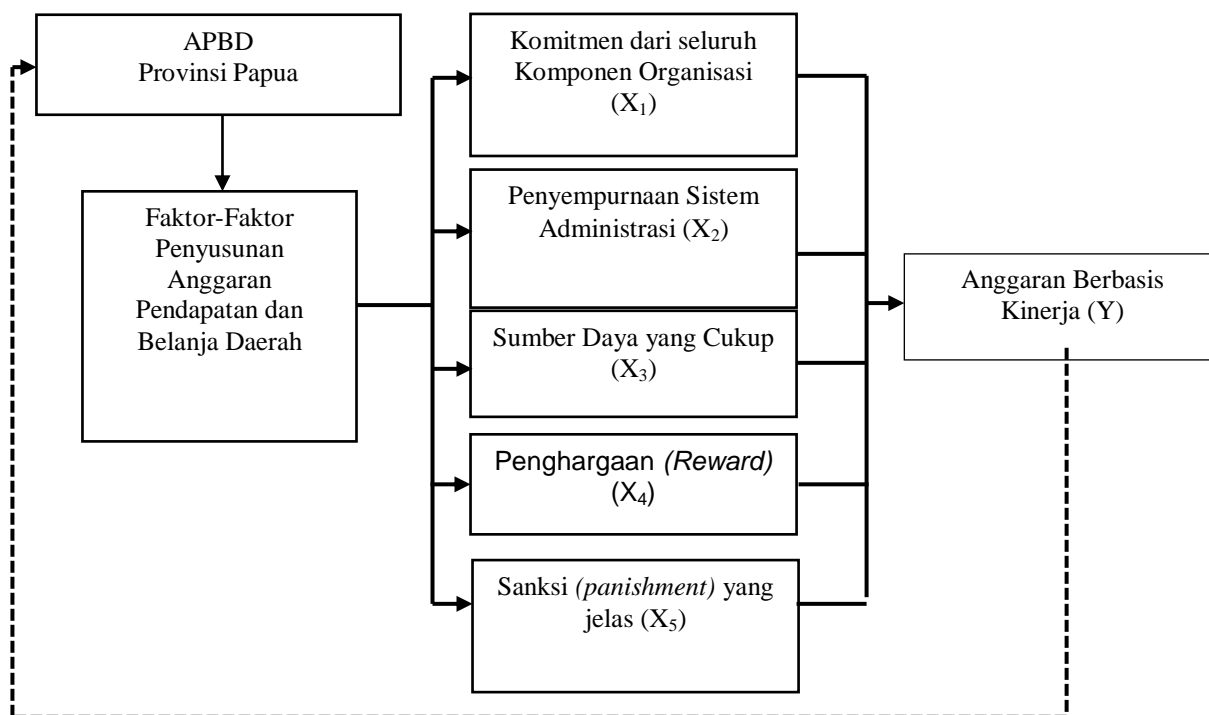 APBD
Provinsi Papua
Faktor-Faktor
Penyusunan
Anggaran
Pendapatan dan
Belanja Daerah
Komitmen dari seluruh
Komponen Organisasi
(X₁)
Penyempurnaan Sistem
Administrasi (X₂)
Sumber Daya yang Cukup
(X₃)
Penghargaan (Reward)
(X₄)
Sanksi (panishment) yang
jelas (X₅)
Anggaran Berbasis
Kinerja (Y)